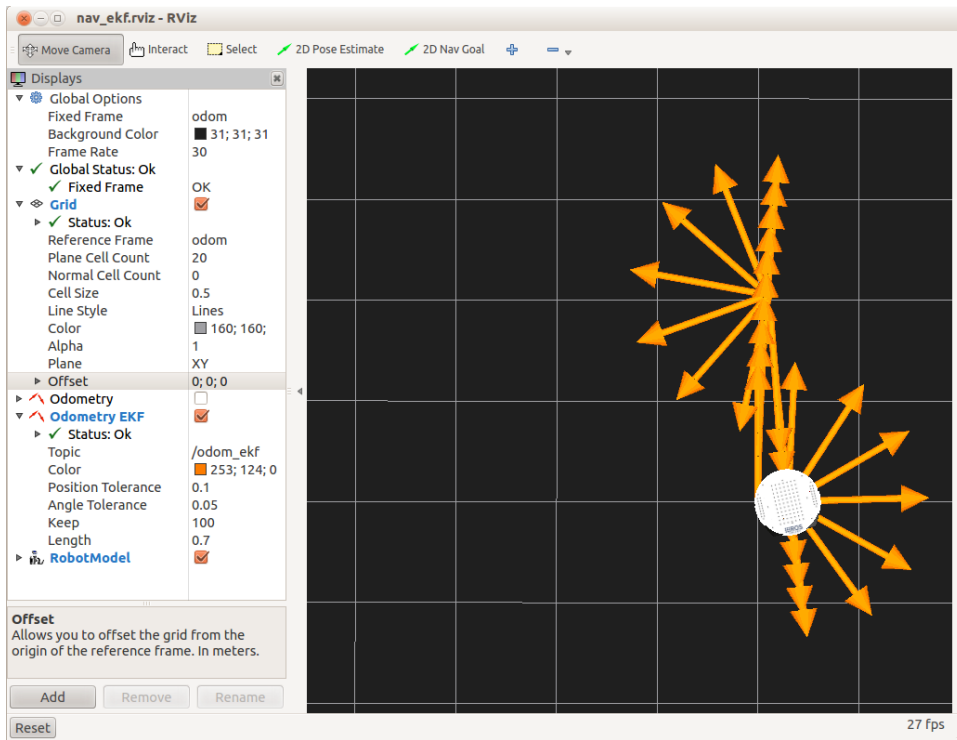 nav_ekf.rviz - RViz
Move Camera Interact Select 2D Pose Estimate 2D Nav Goal
Displays
Global Options
Fixed Frame odom
Background Color 31; 31; 31
Frame Rate 30
Global Status: Ok
Fixed Frame OK
Grid
Status: Ok
Reference Frame odom
Plane Cell Count 20
Normal Cell Count 0
Cell Size 0.5
Line Style Lines
Color 160; 160;
Alpha 1
Plane XY
Offset 0; 0; 0
Odometry
Odometry EKF
Status: Ok
Topic /odom_ekf
Color 253; 124; 0
Position Tolerance 0.1
Angle Tolerance 0.05
Keep 100
Length 0.7
RobotModel
Offset
Allows you to offset the grid from the
origin of the reference frame. In meters.
Add Remove Rename
Reset 27 fps